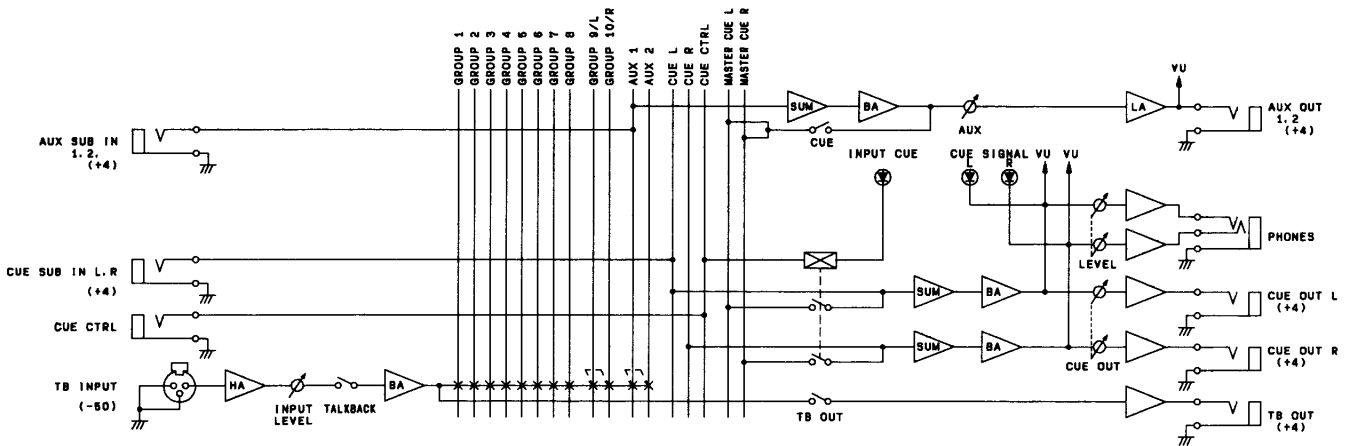 GROUP 1
GROUP 2
GROUP 3
GROUP 4
GROUP 5
GROUP 6
GROUP 7
GROUP 8
GROUP 9/L
GROUP 10/R
AUX 1
AUX 2
CUE L
CUE R
CUE CTRL
MASTER CUE L
MASTER CUE R
VU
SUM
BA
AUX
LA
AUX OUT
1.2
(+4)
AUX SUB IN
1.2.
(+4)
CUE
INPUT CUE
CUE SIGNAL VU VU
L R
PHONES
LEVEL
CUE SUB IN L.R
(+4)
SUM
BA
CUE OUT L
(+4)
CUE CTRL
SUM
BA
CUE OUT
CUE OUT R
(+4)
TB INPUT
(-50)
HA
INPUT
LEVEL
TALKBACK
BA
TB OUT
TB OUT
(+4)